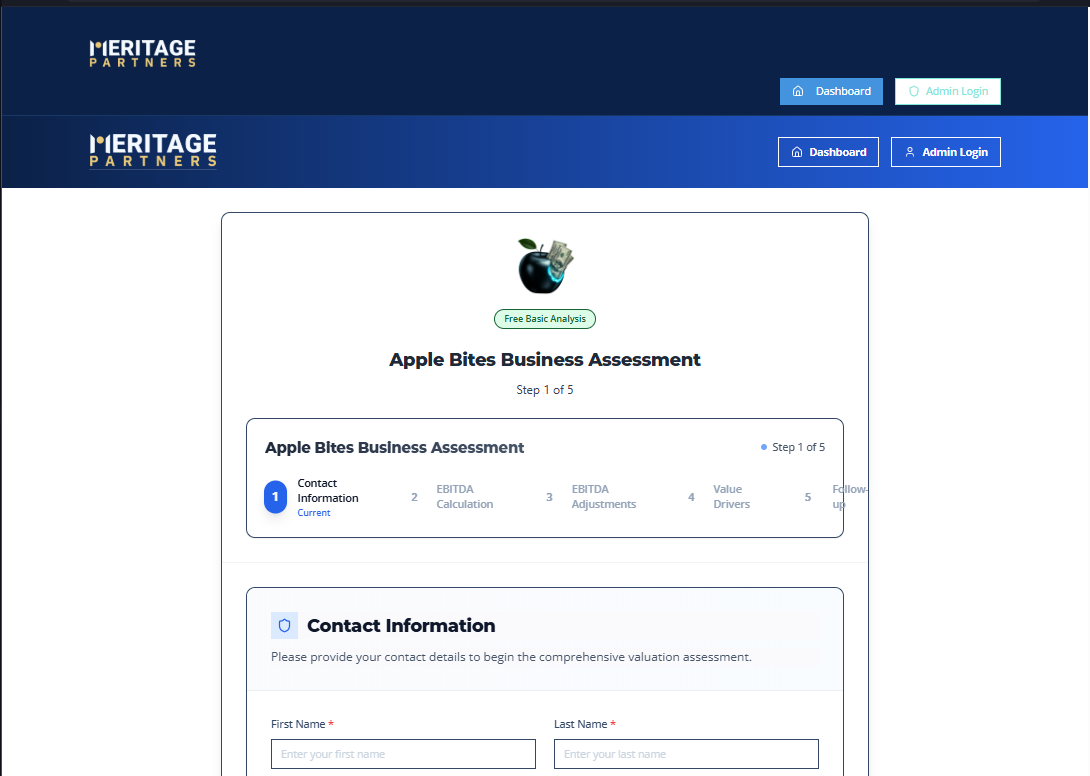 MERITAGE
PARTNERS
Dashboard
Admin Login
MERITAGE
PARTNERS
Dashboard
Admin Login
Free Basic Analysis
Apple Bites Business Assessment
Step 1 of 5
Apple Bites Business Assessment
Step 1 of 5
1
Contact
Information
Current
2
EBITDA
Calculation
3
EBITDA
Adjustments
4
Value
Drivers
5
Follow-
up
Contact Information
Please provide your contact details to begin the comprehensive valuation assessment.
First Name *
Last Name *
Enter your first name
Enter your last name